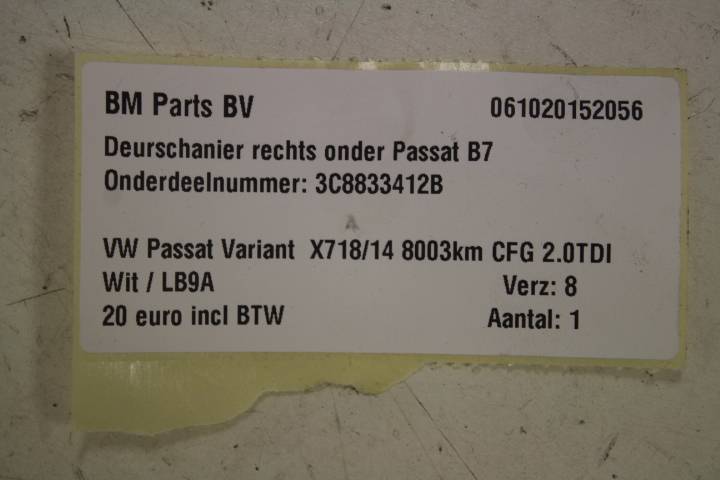 BM Parts BV 061020152056
Deurschanier rechts onder Passat B7
Onderdeelnummer: 3C8833412B
VW Passat Variant X718/14 8003km CFG 2.0TDI
Wit / LB9A Verz: 8
20 euro incl BTW Aantal: 1